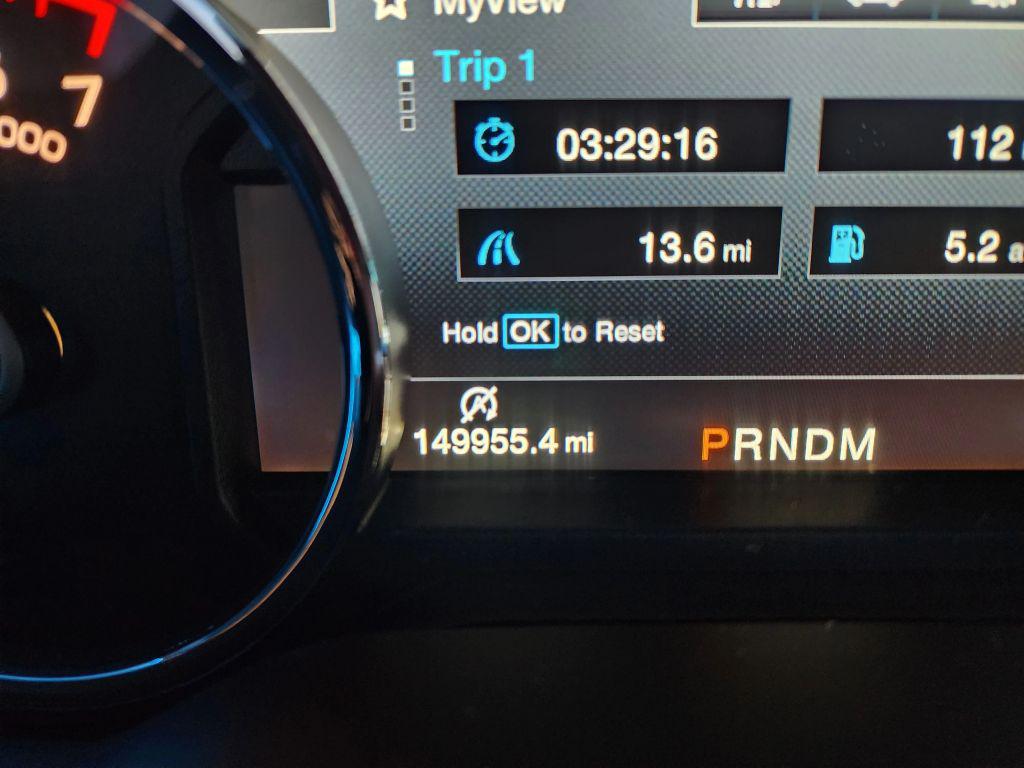 MyView
Trip 1
03:29:16
112
13.6 mi
5.2
Hold OK to Reset
149955.4 mi
PRNDM
7
000